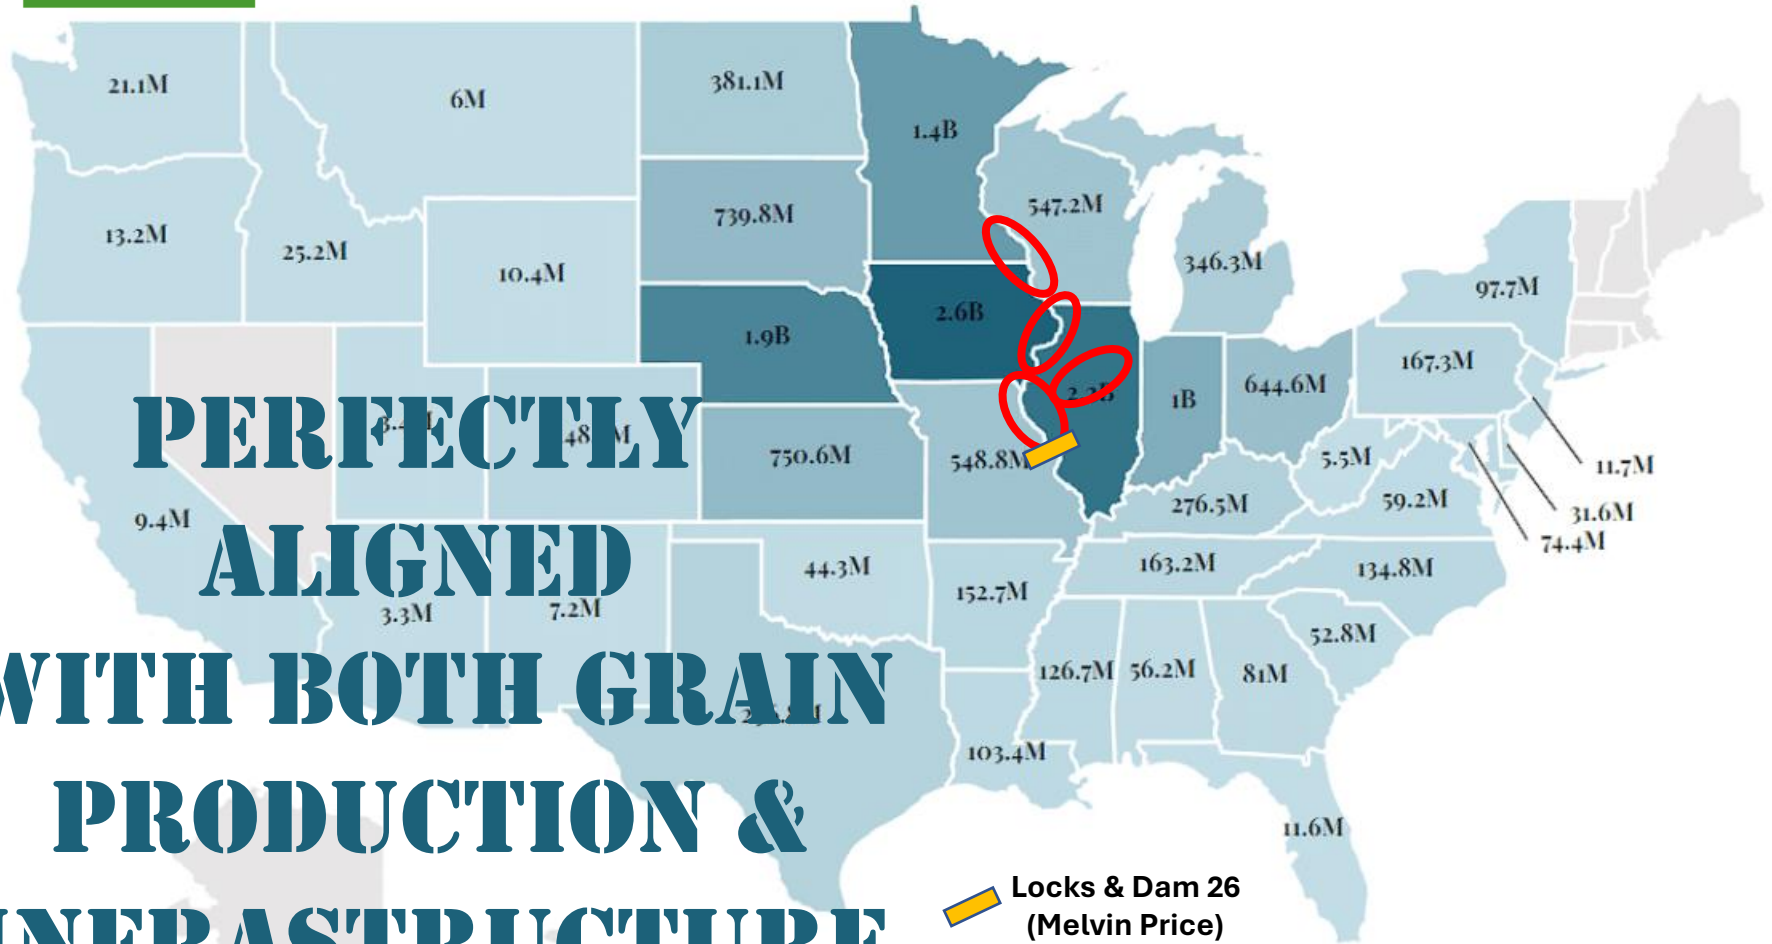 21.1M
6M
381.1M
1.4B
13.2M
25.2M
10.4M
739.8M
547.2M
346.3M
97.7M
1.9B
2.6B
1B
644.6M
167.3M
11.7M
31.6M
74.4M
750.6M
548.8M
276.5M
5.5M
59.2M
9.4M
3.3M
7.2M
44.3M
152.7M
163.2M
134.8M
52.8M
126.7M
56.2M
81M
103.4M
11.6M
PERFECTLY
ALIGNED
WITH BOTH GRAIN
PRODUCTION &
INFRASTRUCTURE
Locks & Dam 26
(Melvin Price)